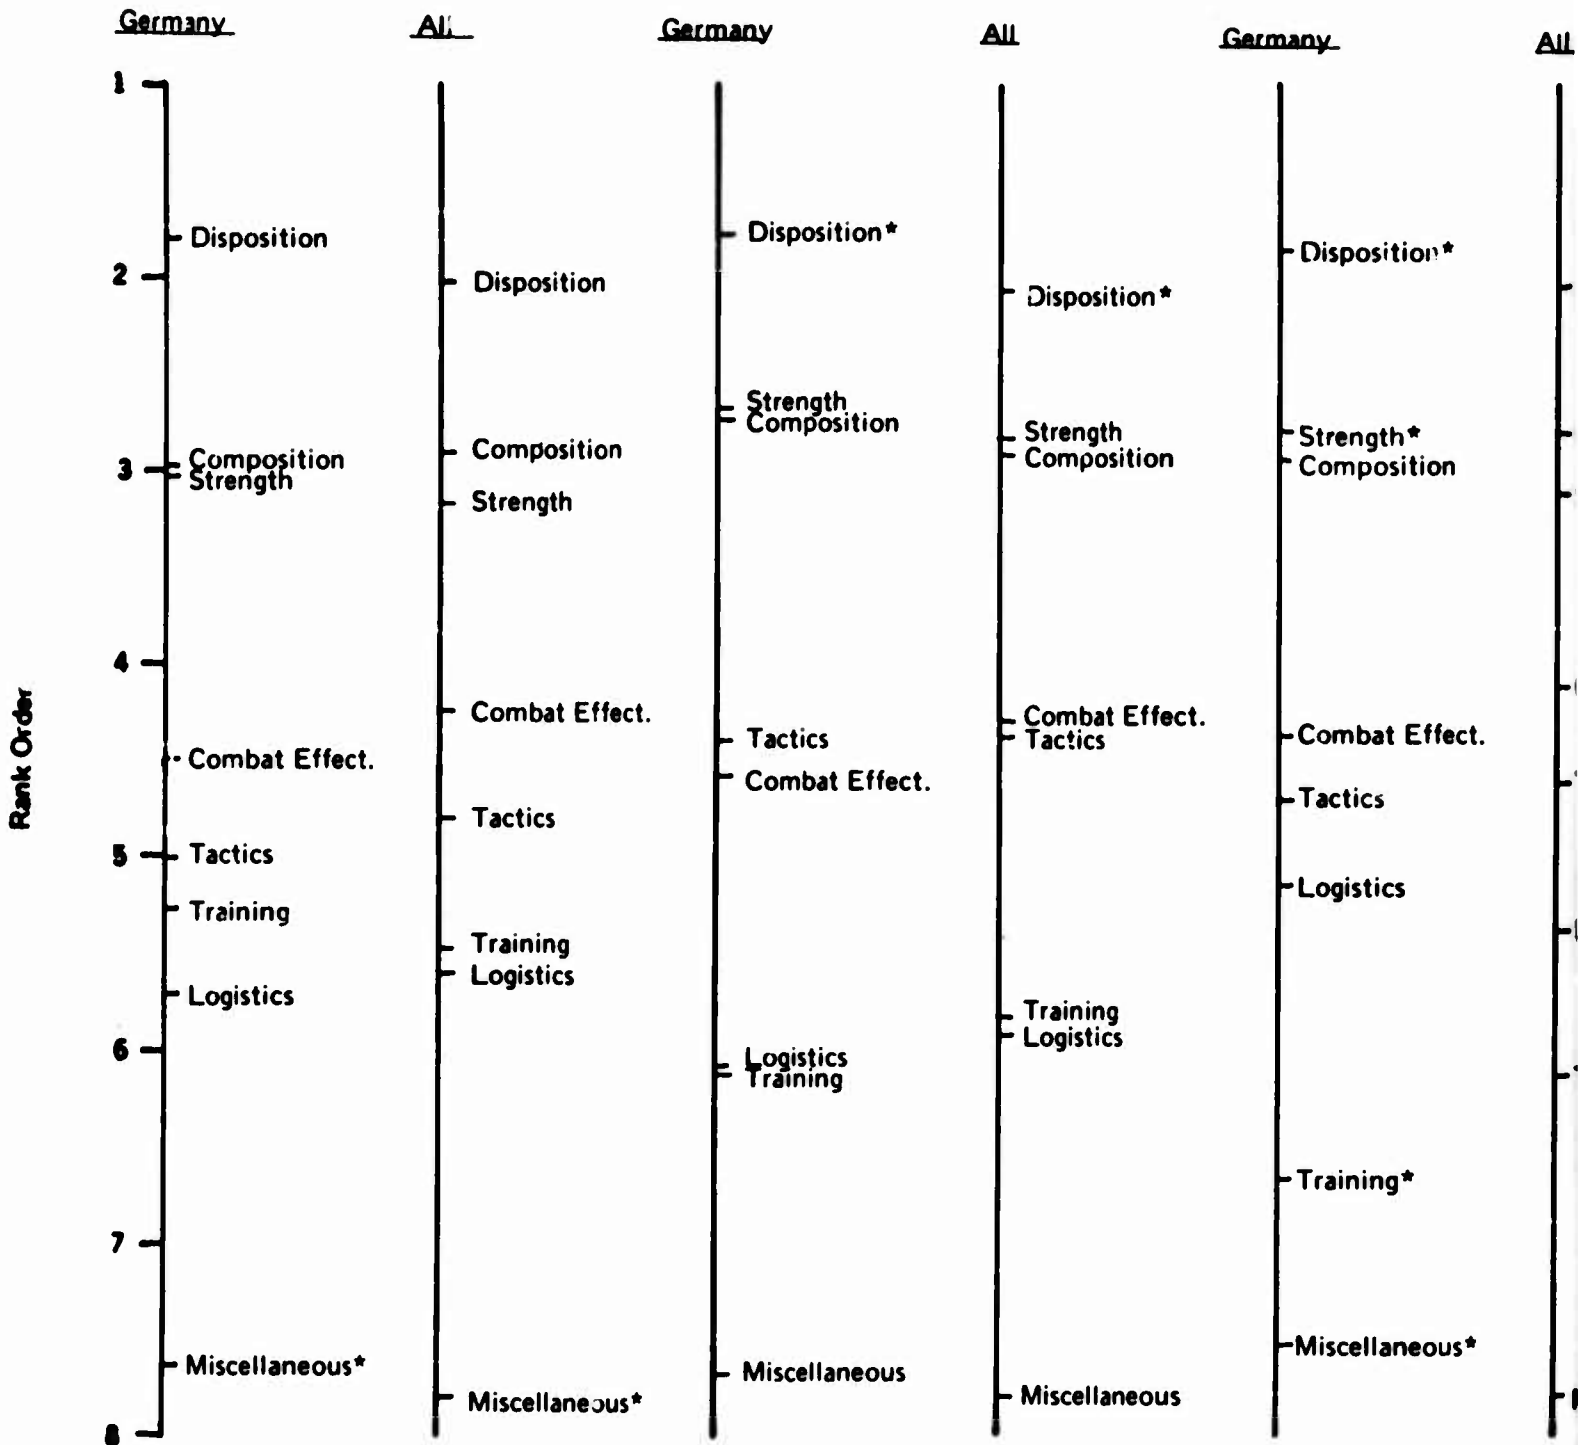 Germany
All
Germany
All
Germany
All
Rank Order
1
2
3
4
5
6
7
8
Disposition
Composition
Strength
Combat Effect.
Tactics
Training
Logistics
Miscellaneous*
Disposition
Composition
Strength
Combat Effect.
Tactics
Training
Logistics
Miscellaneous*
Disposition*
Strength
Composition
Tactics
Combat Effect.
Logistics
Training
Miscellaneous
Disposition*
Strength
Composition
Combat Effect.
Tactics
Training
Logistics
Miscellaneous
Disposition*
Strength*
Composition
Combat Effect.
Tactics
Logistics
Training*
Miscellaneous*